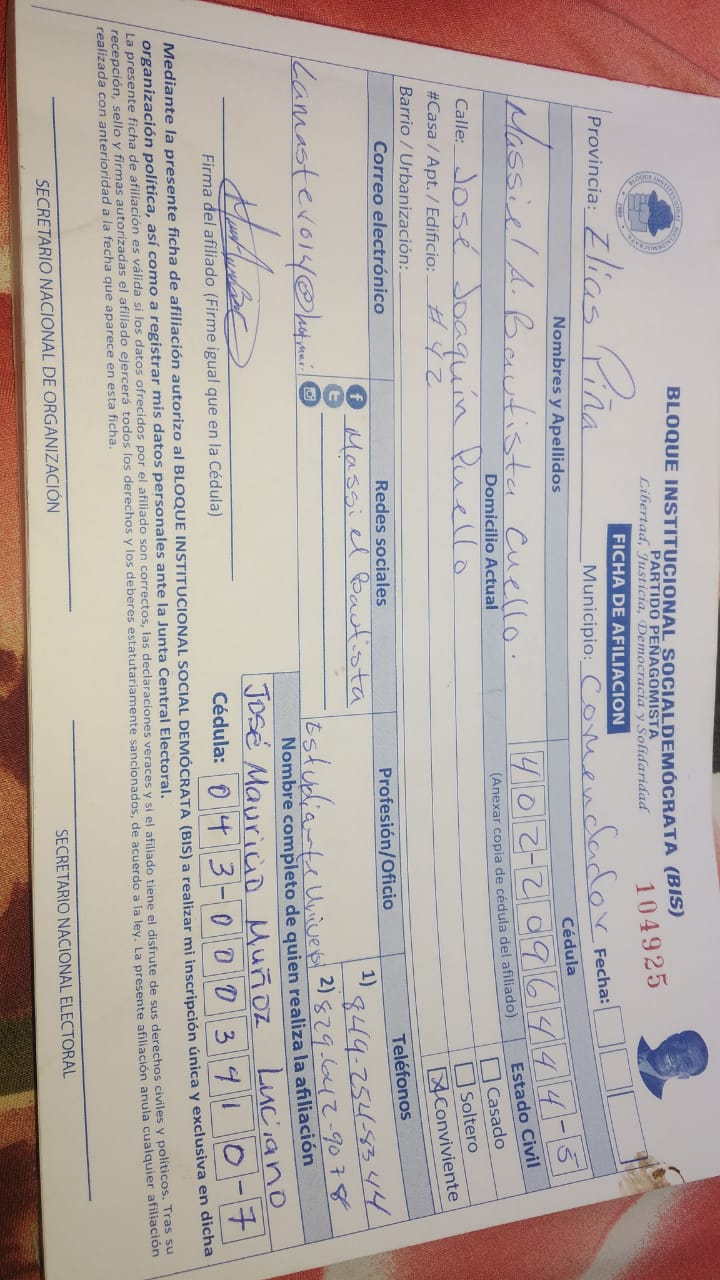 BLOQUE INSTITUCIONAL SOCIALDEMÓCRATA (BIS)
PARTIDO PEÑAGOMISTA
Libertad, Justicia, Democracia y Solidaridad
104925
FICHA DE AFILIACION
BLOQUE INSTITUCIONAL SOCIALDEMOCRATA
Provincia: Elias Piña Municipio: Comendador Fecha:
Nombres y Apellidos Cédula
Massiel A. Bautista Cuello. 402-2096444-5
Domicilio Actual (Anexar copia de cédula del afiliado) Estado Civil
Calle: José Joaquín Puello Casado
#Casa / Apt. / Edificio: #42 Soltero
Barrio / Urbanización: X Conviviente
Correo electrónico Redes sociales Profesión/Oficio Teléfonos
Massiel Bautista 1) 849-254-8344
Lamaster014@hotmai. Estudiante Univers 2) 829-642-9078
Nombre completo de quien realiza la afiliación
José Mauricio Muñoz Luciano
Firma del afiliado (Firme igual que en la Cédula) Cédula: 043-0003910-7
Mediante la presente ficha de afiliación autorizo al BLOQUE INSTITUCIONAL SOCIAL DEMÓCRATA (BIS) a realizar mi inscripción única y exclusiva en dicha
organización política, así como a registrar mis datos personales ante la Junta Central Electoral.
La presente ficha de afiliación es válida si los datos ofrecidos por el afiliado son correctos, las declaraciones veraces y si el afiliado tiene el disfrute de sus derechos civiles y políticos. Tras su
recepción, sello y firmas autorizadas el afiliado ejercerá todos los derechos y los deberes estatutariamente sancionados, de acuerdo a la ley. La presente afiliación anula cualquier afiliación
realizada con anterioridad a la fecha que aparece en esta ficha.
SECRETARIO NACIONAL DE ORGANIZACIÓN SECRETARIO NACIONAL ELECTORAL